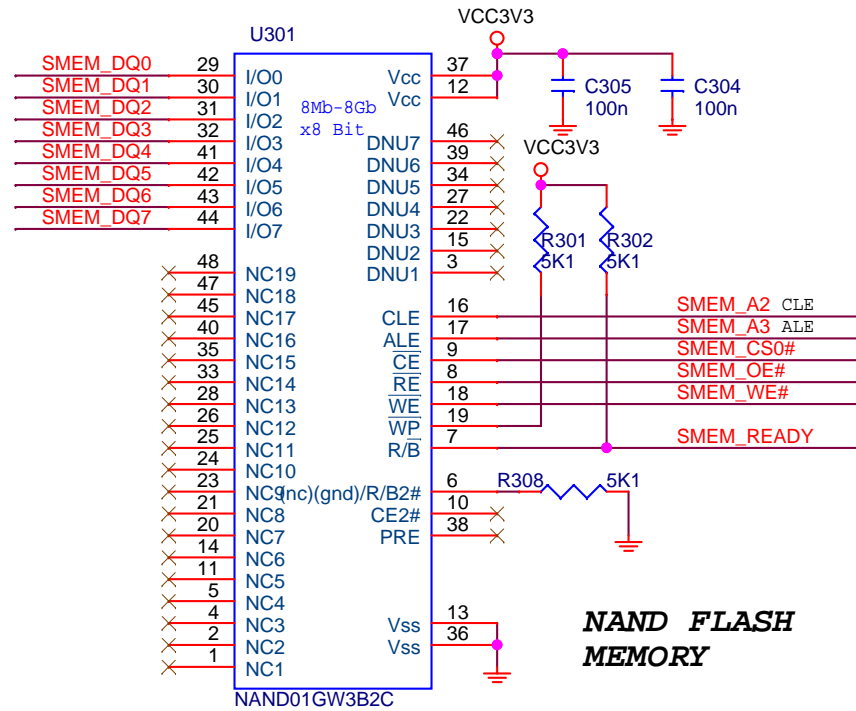 U301
VCC3V3
SMEM_DQ0 29 I/O0 Vcc 37
SMEM_DQ1 30 I/O1 Vcc 12
SMEM_DQ2 31 I/O2
SMEM_DQ3 32 I/O3 DNU7 46
SMEM_DQ4 41 I/O4 DNU6 39
SMEM_DQ5 42 I/O5 DNU5 34
SMEM_DQ6 43 I/O6 DNU4 27
SMEM_DQ7 44 I/O7 DNU3 22
8Mb-8Gb
x8 Bit
C305
100n
C304
100n
VCC3V3
DNU2 15
48 NC19 DNU1 3
R301
5K1
R302
5K1
47 NC18
45 NC17 CLE 16 SMEM_A2 CLE
40 NC16 ALE 17 SMEM_A3 ALE
35 NC15 CE 9 SMEM_CS0#
33 NC14 RE 8 SMEM_OE#
28 NC13 WE 18 SMEM_WE#
26 NC12 WP 19
25 NC11 R/B 7 SMEM_READY
24 NC10
23 NC9 (nc)(gnd)/R/B2# 6 R308 5K1
21 NC8 CE2# 10
20 NC7 PRE 38
14 NC6
11 NC5
5 NC4
4 NC3 Vss 13
2 NC2 Vss 36
1 NC1
NAND FLASH
MEMORY
NAND01GW3B2C